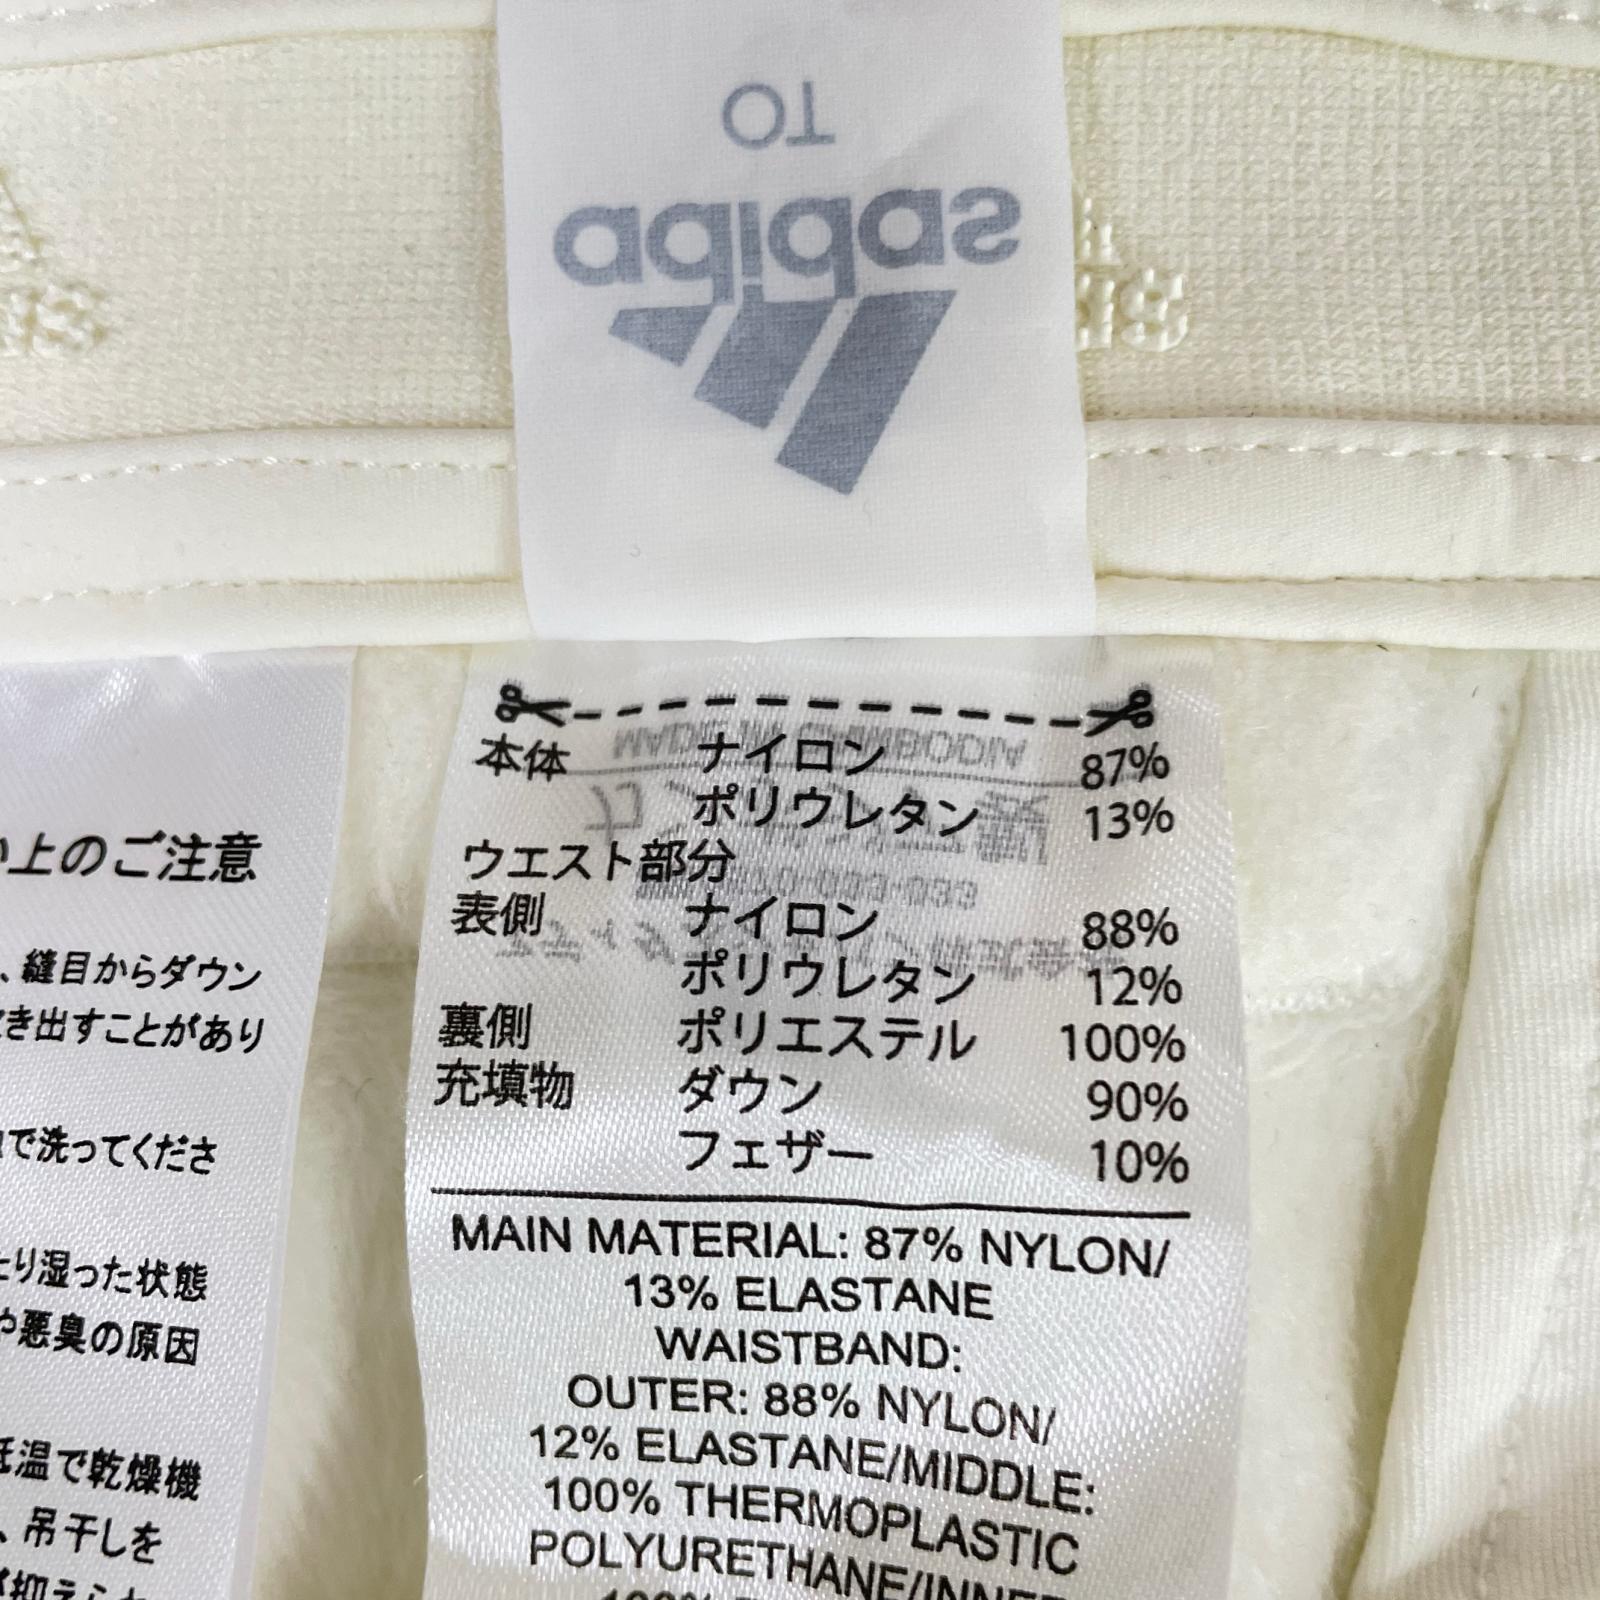 OT
adidas
本体 ナイロン 87%
ポリウレタン 13%
ウエスト部分
表側 ナイロン 88%
ポリウレタン 12%
裏側 ポリエステル 100%
充填物 ダウン 90%
フェザー 10%
MAIN MATERIAL: 87% NYLON/
13% ELASTANE
WAISTBAND:
OUTER: 88% NYLON/
12% ELASTANE/MIDDLE:
100% THERMOPLASTIC
POLYURETHANE/INNER
100%
上のご注意
、縫目からダウン
き出すことがあり
で洗ってくださ
たり湿った状態
や悪臭の原因
低温で乾燥機
、吊干しを
MADE IN CAMBODIA